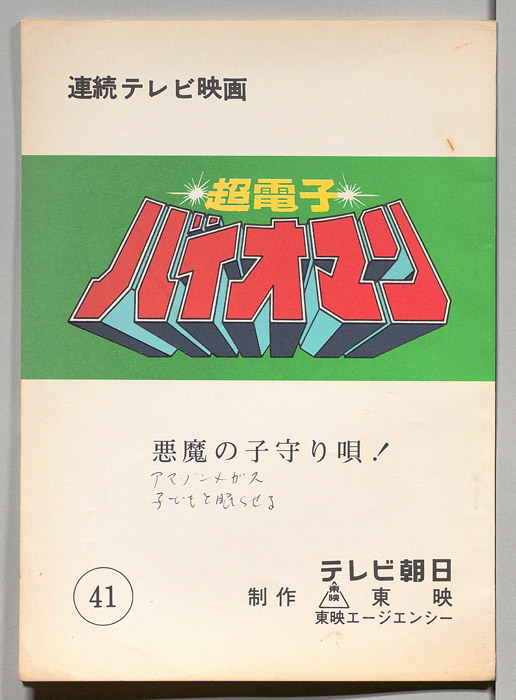 連続テレビ映画
超電子
バイオマン
悪魔の子守り唄！
アマゾンメガス
子どもを眠らせる
41
テレビ朝日
制作 東映 東映
東映エージエンシー